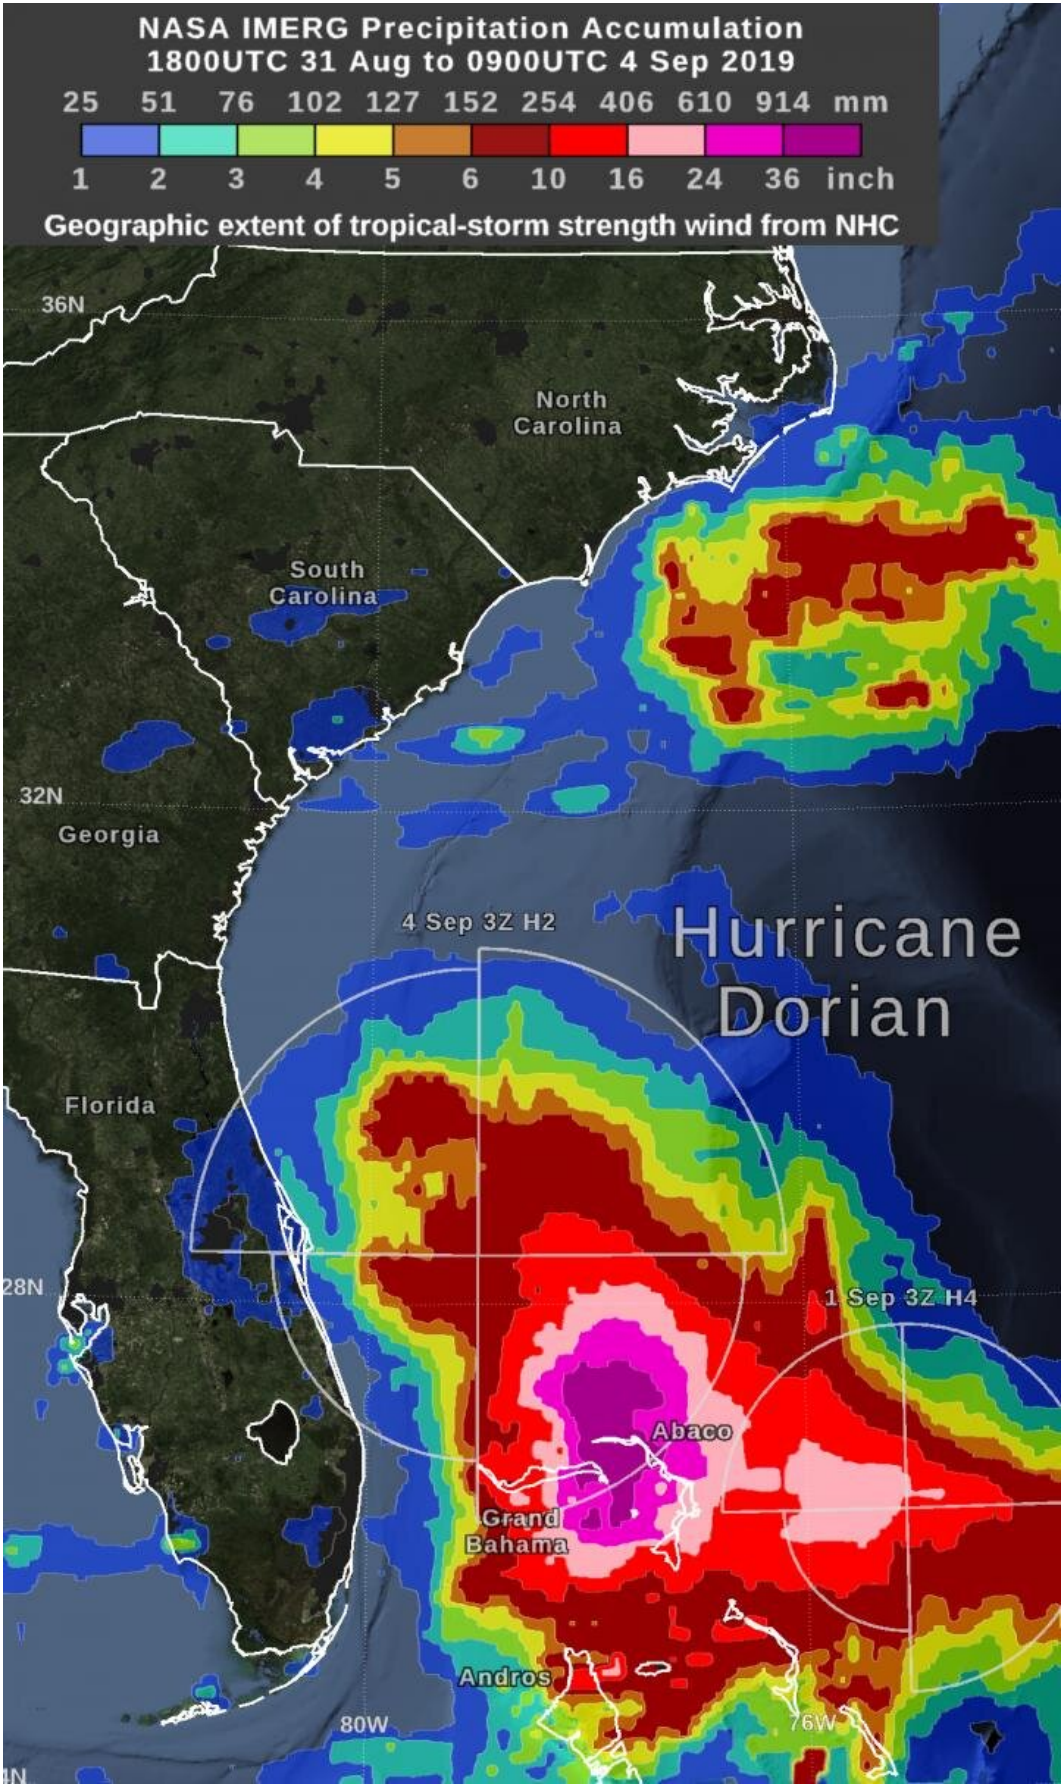 NASA IMERG Precipitation Accumulation
1800UTC 31 Aug to 0900UTC 4 Sep 2019
25 51 76 102 127 152 254 406 610 914 mm
1 2 3 4 5 6 10 16 24 36 inch
Geographic extent of tropical-storm strength wind from NHC
36N
North
Carolina
South
Carolina
32N
Georgia
4 Sep 3Z H2
Hurricane
Dorian
Florida
28N
1 Sep 3Z H4
Abaco
Grand
Bahama
Andros
80W
76W
4N